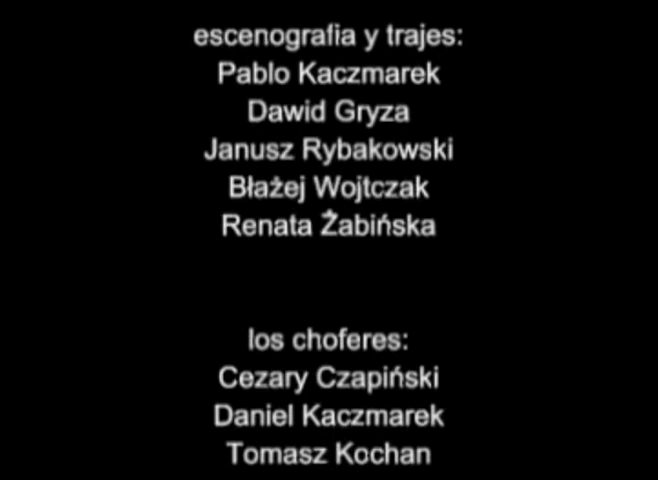 escenografia y trajes:
Pablo Kaczmarek
Dawid Gryza
Janusz Rybakowski
Błażej Wojtczak
Renata Żabińska
los choferes:
Cezary Czapiński
Daniel Kaczmarek
Tomasz Kochan